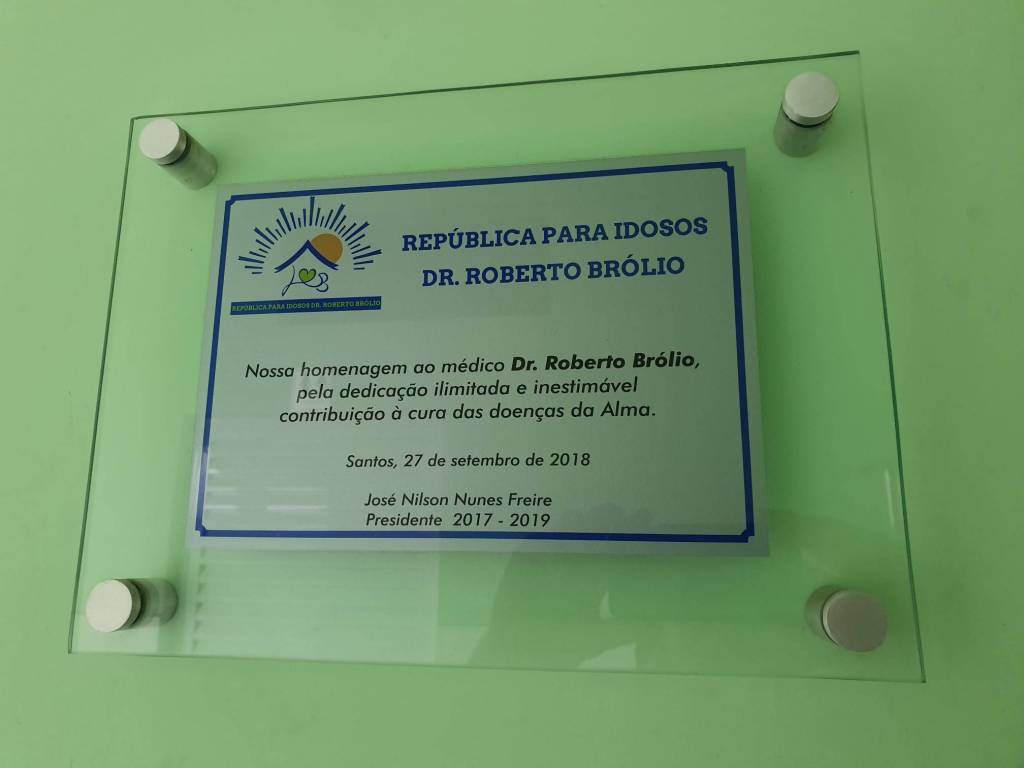 REPÚBLICA PARA IDOSOS
DR. ROBERTO BRÓLIO
REPÚBLICA PARA IDOSOS DR. ROBERTO BRÓLIO
Nossa homenagem ao médico Dr. Roberto Brólio,
pela dedicação ilimitada e inestimável
contribuição à cura das doenças da Alma.
Santos, 27 de setembro de 2018
José Nilson Nunes Freire
Presidente 2017 - 2019